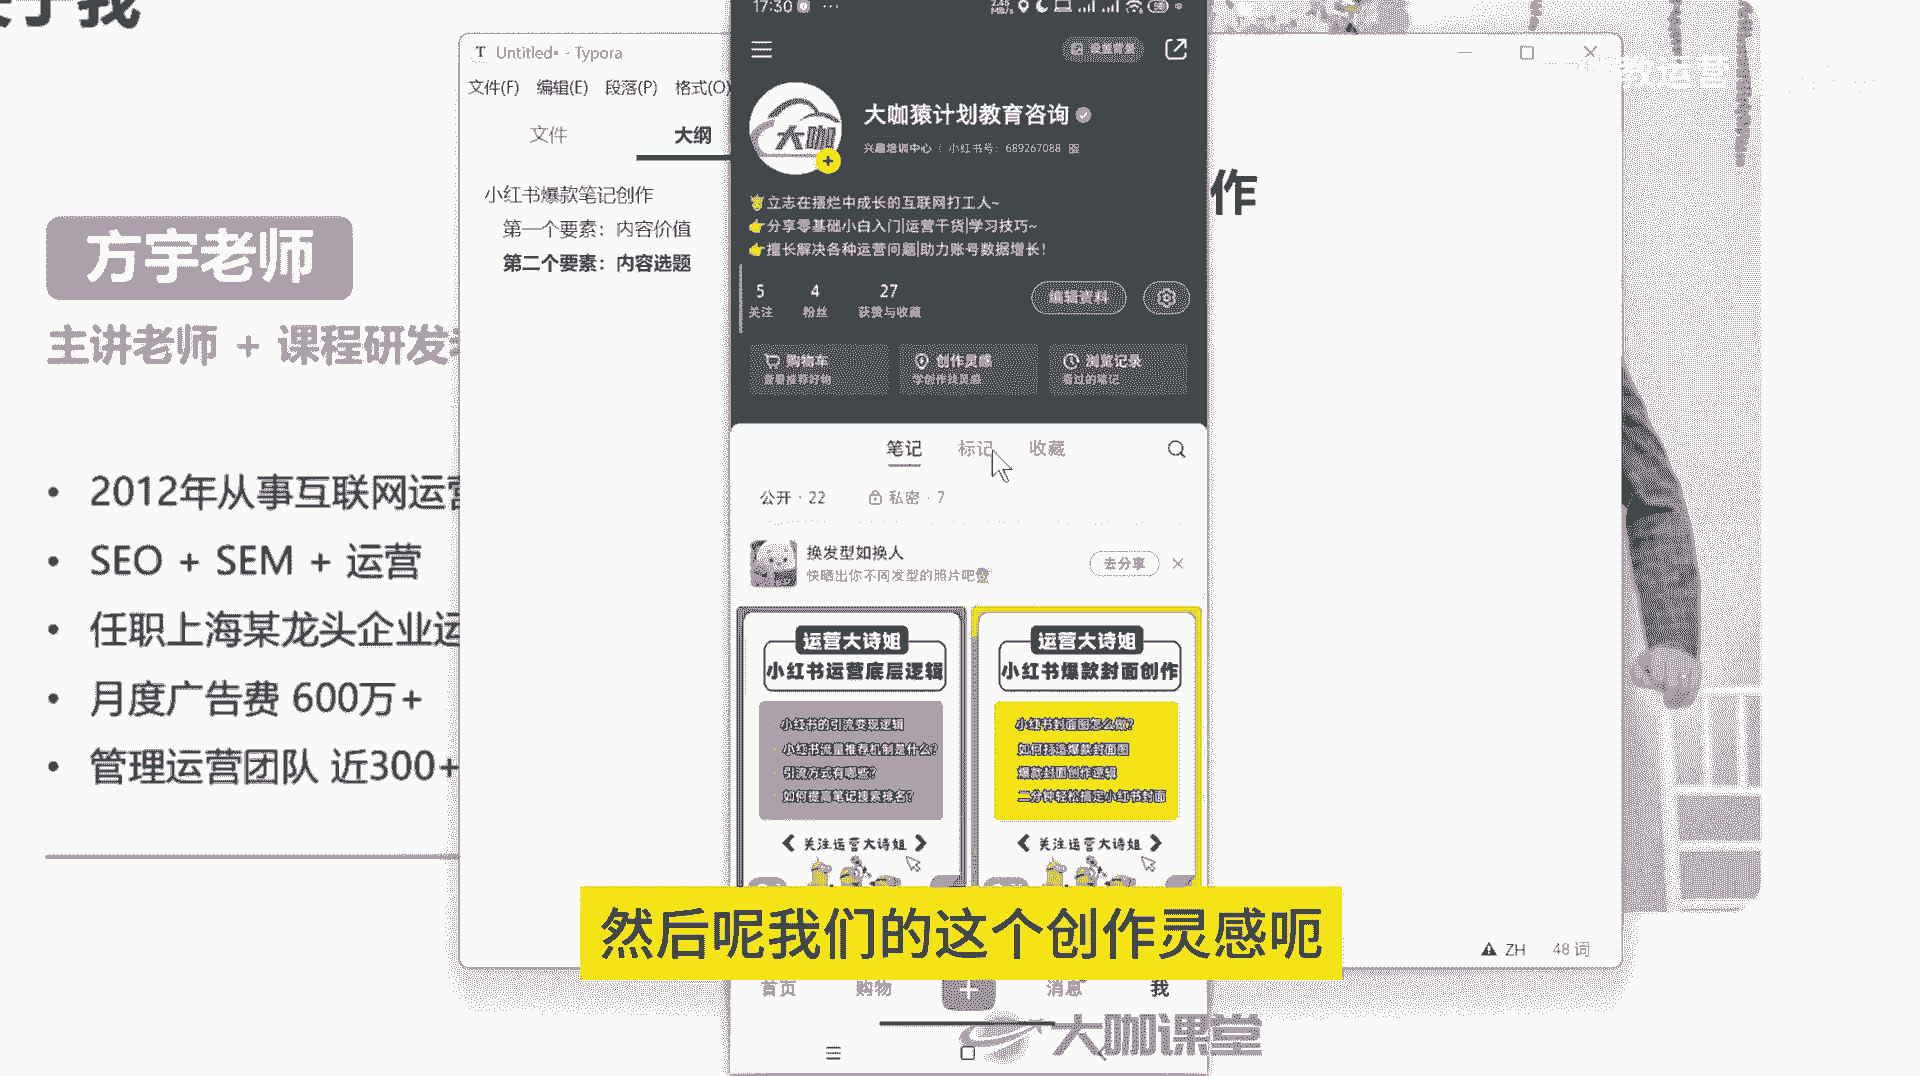 于我
方宇老师
主讲老师 + 课程研发
• 2012年从事互联网运营
• SEO + SEM + 运营
• 任职上海某龙头企业运
• 月度广告费 600万+
• 管理运营团队 近300+
T Untitled• - Typora
文件(F) 编辑(E) 段落(P) 格式(O)
文件 大纲
小红书爆款笔记创作
第一个要素：内容价值
第二个要素：内容选题
17:30
设置背景
大咖
大咖猿计划教育咨询
兴趣培训中心 | 小红书号：689267088
立志在摆烂中成长的互联网打工人~
分享零基础小白入门|运营干货|学习技巧~
擅长解决各种运营问题|助力账号数据增长！
5 4 27
关注 粉丝 获赞与收藏
编辑资料
购物车 创作灵感 浏览记录
查看推荐好物 学创作找灵感 看过的笔记
笔记 标记 收藏
公开 · 22 私密 · 7
换发型如换人
快晒出你不同发型的照片吧
去分享
运营大诗姐
小红书运营底层逻辑
小红书的引流变现逻辑
小红书流量推荐机制是什么？
引流方式有哪些？
如何提高笔记搜索排名？
关注运营大诗姐
运营大诗姐
小红书爆款封面创作
小红书封面图怎么做？
如何打造爆款封面图
爆款封面创作逻辑
二分钟轻松搞定小红书封面
关注运营大诗姐
作
教运营
然后呢我们的这个创作灵感呃
首页 购物 + 消息 我
ZH 48 词
大咖课堂